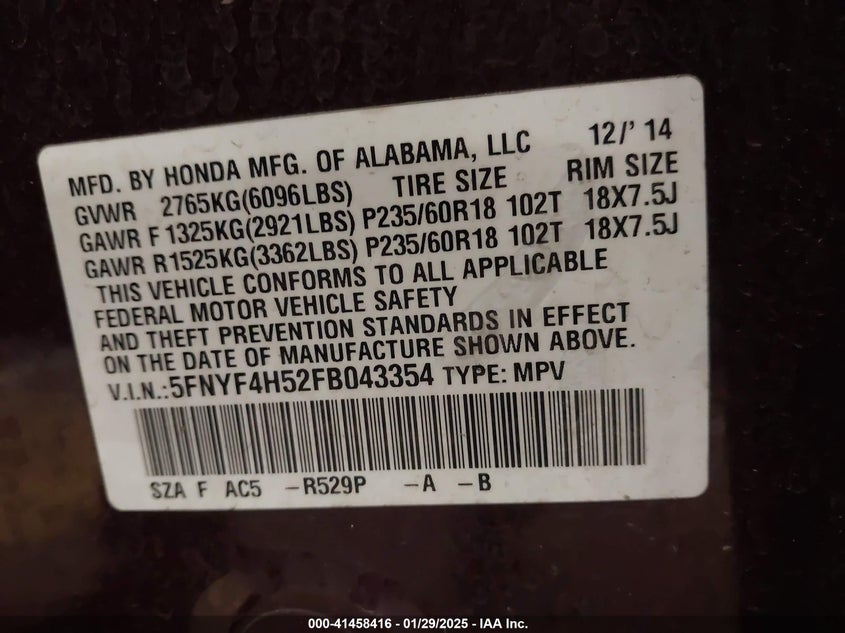 MFD. BY HONDA MFG. OF ALABAMA, LLC 12/' 14
GVWR 2765KG(6096LBS) TIRE SIZE RIM SIZE
GAWR F1325KG(2921LBS) P235/60R18 102T 18X7.5J
GAWR R1525KG(3362LBS) P235/60R18 102T 18X7.5J
THIS VEHICLE CONFORMS TO ALL APPLICABLE
FEDERAL MOTOR VEHICLE SAFETY
AND THEFT PREVENTION STANDARDS IN EFFECT
ON THE DATE OF MANUFACTURE SHOWN ABOVE.
V.I.N.:5FNYF4H52FB043354 TYPE: MPV
SZA F AC5 -R529P -A -B
000-41458416 - 01/29/2025 - IAA Inc.